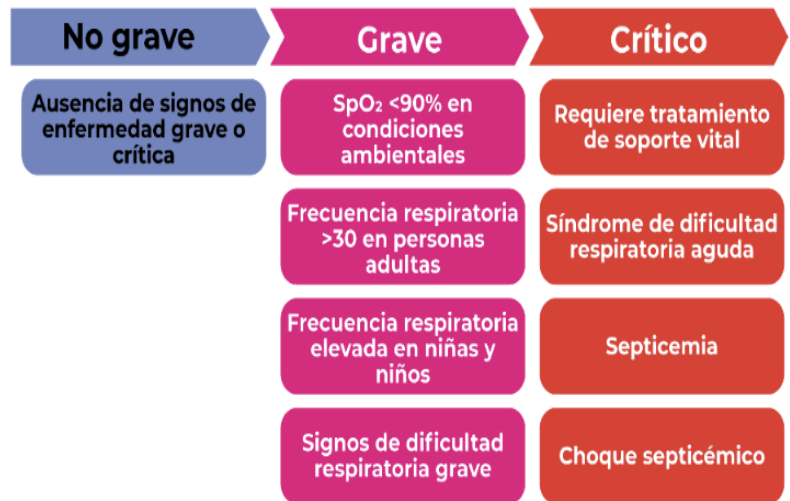 No grave
Grave
Crítico
Ausencia de signos de
enfermedad grave o
crítica
SpO₂ <90% en
condiciones
ambientales
Requiere tratamiento
de soporte vital
Frecuencia respiratoria
>30 en personas
adultas
Síndrome de dificultad
respiratoria aguda
Frecuencia respiratoria
elevada en niñas y
niños
Septicemia
Signos de dificultad
respiratoria grave
Choque septicémico